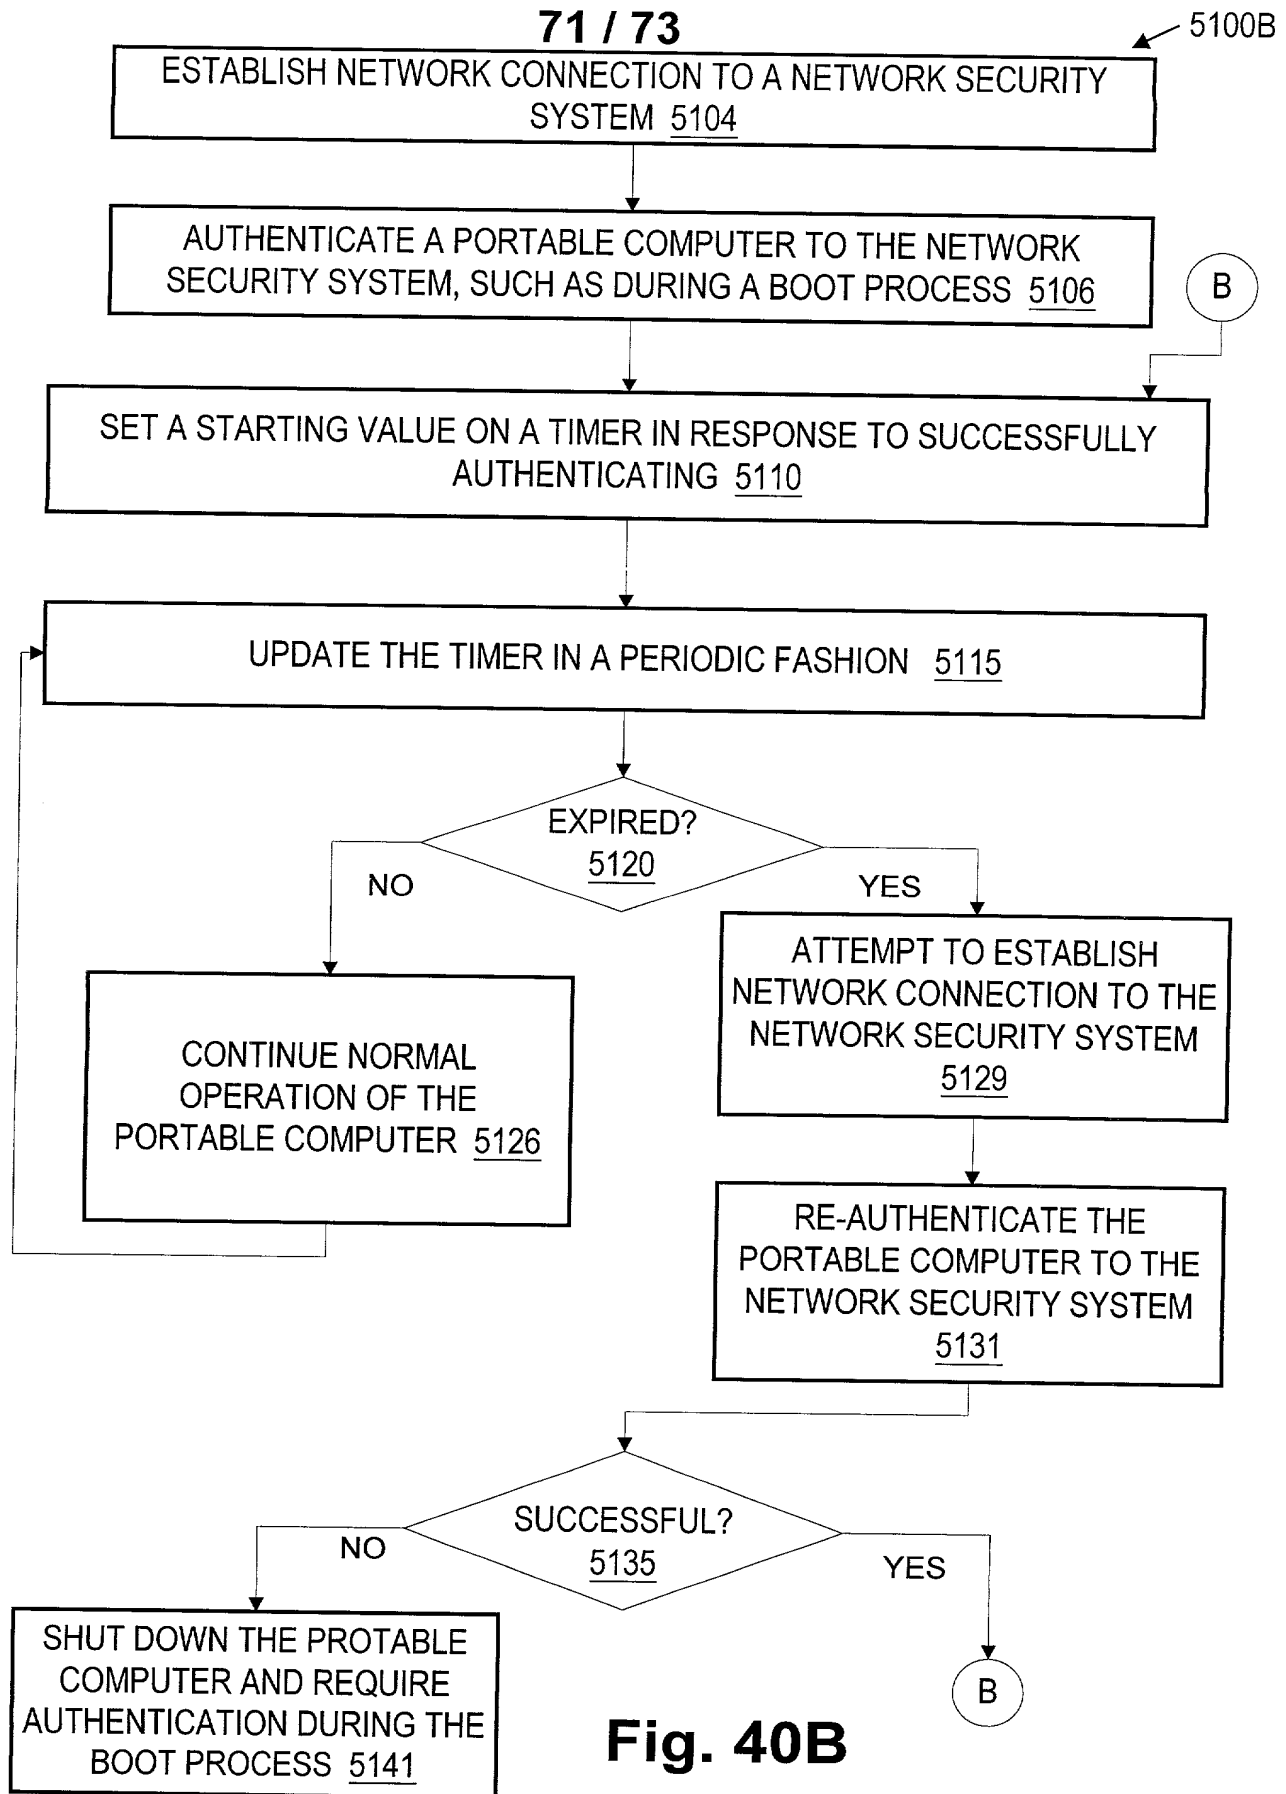 71 / 73
5100B
ESTABLISH NETWORK CONNECTION TO A NETWORK SECURITY
SYSTEM 5104
AUTHENTICATE A PORTABLE COMPUTER TO THE NETWORK
SECURITY SYSTEM, SUCH AS DURING A BOOT PROCESS 5106
B
SET A STARTING VALUE ON A TIMER IN RESPONSE TO SUCCESSFULLY
AUTHENTICATING 5110
UPDATE THE TIMER IN A PERIODIC FASHION 5115
EXPIRED?
5120
NO
YES
CONTINUE NORMAL
OPERATION OF THE
PORTABLE COMPUTER 5126
ATTEMPT TO ESTABLISH
NETWORK CONNECTION TO THE
NETWORK SECURITY SYSTEM
5129
RE-AUTHENTICATE THE
PORTABLE COMPUTER TO THE
NETWORK SECURITY SYSTEM
5131
SUCCESSFUL?
5135
NO
YES
SHUT DOWN THE PROTABLE
COMPUTER AND REQUIRE
AUTHENTICATION DURING THE
BOOT PROCESS 5141
B
Fig. 40B